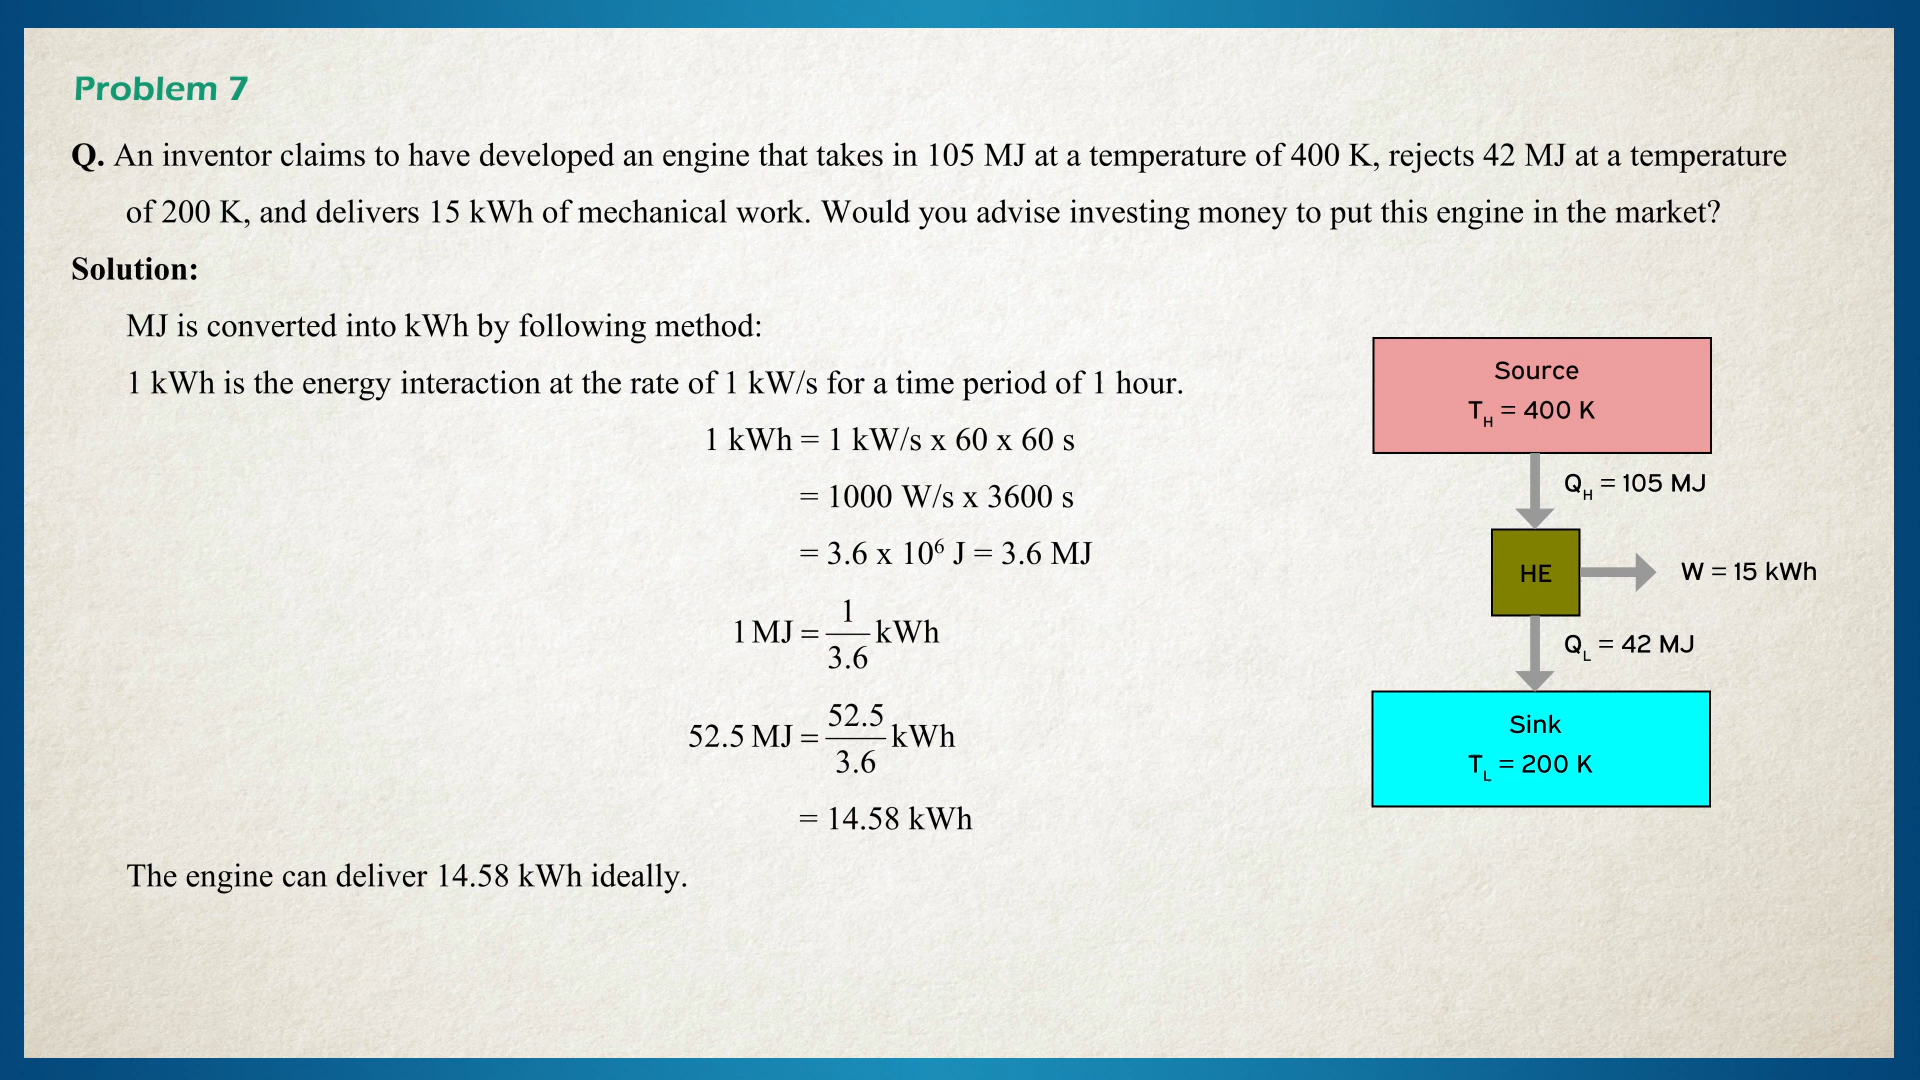 Problem 7
Q. An inventor claims to have developed an engine that takes in 105 MJ at a temperature of 400 K, rejects 42 MJ at a temperature
of 200 K, and delivers 15 kWh of mechanical work. Would you advise investing money to put this engine in the market?
Solution:
MJ is converted into kWh by following method:
1 kWh is the energy interaction at the rate of 1 kW/s for a time period of 1 hour.
1 kWh = 1 kW/s x 60 x 60 s
= 1000 W/s x 3600 s
= 3.6 x 10⁶ J = 3.6 MJ
1 MJ = 1/3.6 kWh
52.5 MJ = 52.5/3.6 kWh
= 14.58 kWh
The engine can deliver 14.58 kWh ideally.
Source
T_H = 400 K
Q_H = 105 MJ
HE
W = 15 kWh
Q_L = 42 MJ
Sink
T_L = 200 K